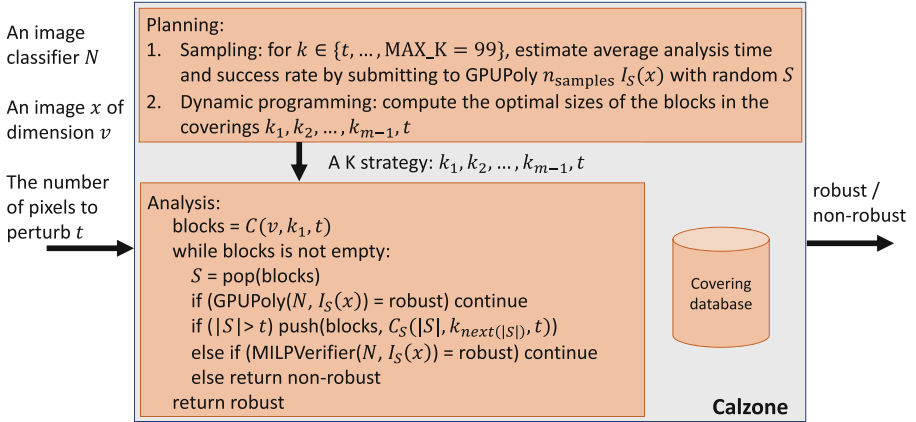 An image
classifier N
An image x of
dimension v
The number
of pixels to
perturb t
Planning:
1. Sampling: for k ∈ {t, … , MAX_K = 99}, estimate average analysis time
and success rate by submitting to GPUPoly n_samples I_S(x) with random S
2. Dynamic programming: compute the optimal sizes of the blocks in the
coverings k_1, k_2, … , k_{m−1}, t
A K strategy: k_1, k_2, … , k_{m−1}, t
Analysis:
blocks = C(v, k_1, t)
while blocks is not empty:
S = pop(blocks)
if (GPUPoly(N, I_S(x)) = robust) continue
if (|S|> t) push(blocks, C_S(|S|, k_{next(|S|)}, t))
else if (MILPVerifier(N, I_S(x)) = robust) continue
else return non-robust
return robust
Covering
database
Calzone
robust /
non-robust